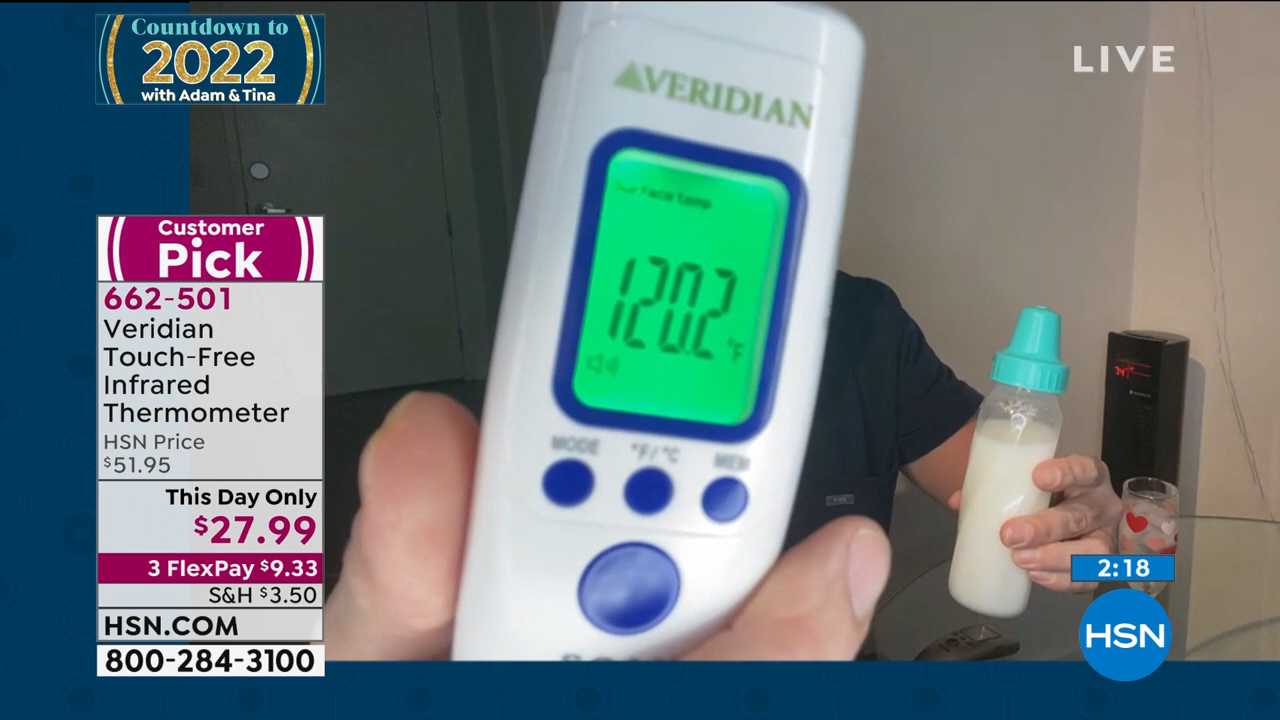 Countdown to
2022
with Adam & Tina
LIVE
Customer
Pick
662-501
Veridian
Touch-Free
Infrared
Thermometer
HSN Price
$51.95
This Day Only
$27.99
3 FlexPay $9.33
S&H $3.50
HSN.COM
800-284-3100
VERIDIAN
face temp
120.2 °F
MODE °F/°C MEM
2:18
HSN